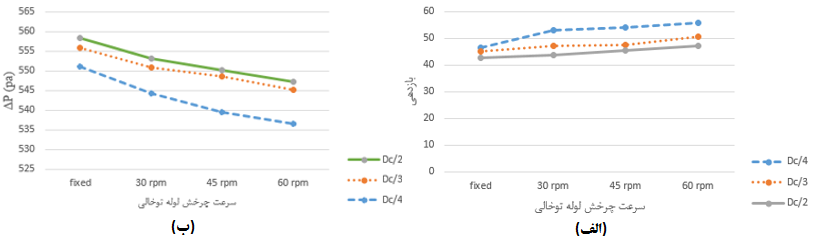 565
560
555
550
545
540
535
530
525
ΔP (pa)
fixed
30 rpm
45 rpm
60 rpm
سرعت چرخش لوله توخالی
Dc/2
Dc/3
Dc/4
(ب)
60
50
40
30
20
10
0
بازدهی
fixed
30 rpm
45 rpm
60 rpm
سرعت چرخش لوله توخالی
Dc/4
Dc/3
Dc/2
(الف)